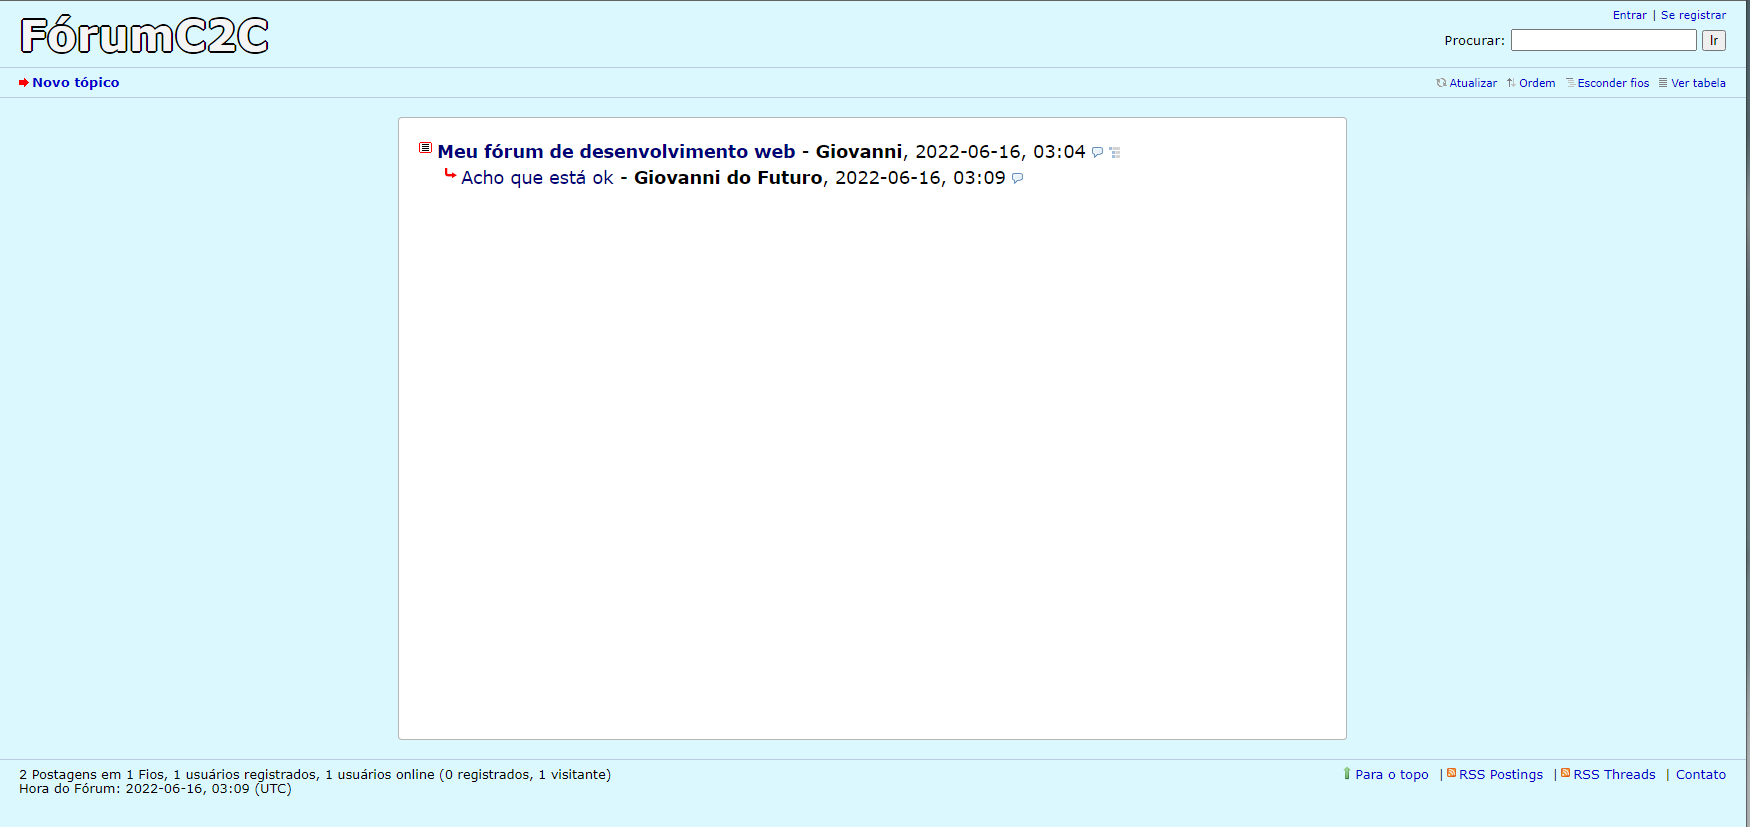 FórumC2C
Entrar | Se registrar
Procurar: Ir
Novo tópico
Atualizar Ordem Esconder fios Ver tabela
Meu fórum de desenvolvimento web - Giovanni, 2022-06-16, 03:04
Acho que está ok - Giovanni do Futuro, 2022-06-16, 03:09
2 Postagens em 1 Fios, 1 usuários registrados, 1 usuários online (0 registrados, 1 visitante)
Hora do Fórum: 2022-06-16, 03:09 (UTC)
Para o topo | RSS Postings | RSS Threads | Contato